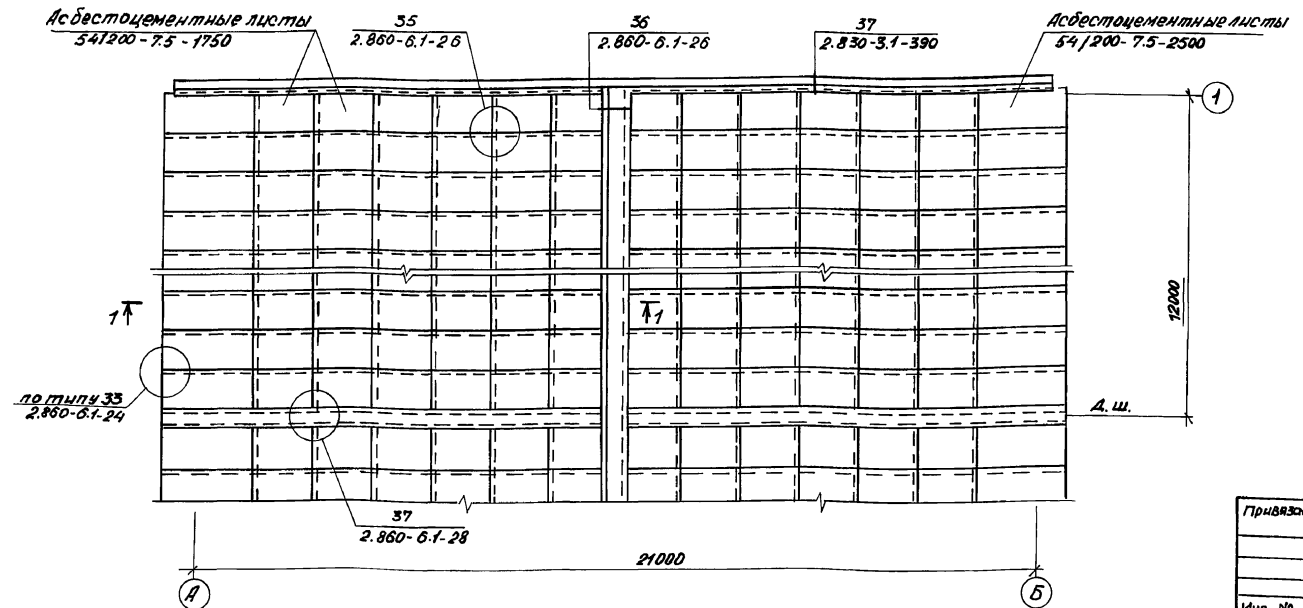 Асбестоцементные листы
541200-7.5-1750
35
2.860-6.1-26
36
2.860-6.1-26
37
2.830-3.1-390
Асбестоцементные листы
54/200-7.5-2500
1
12000
1
1
по типу 33
2.860-6.1-24
Д.ш.
37
2.860-6.1-28
21000
А
Б
Привязан
Инв. №